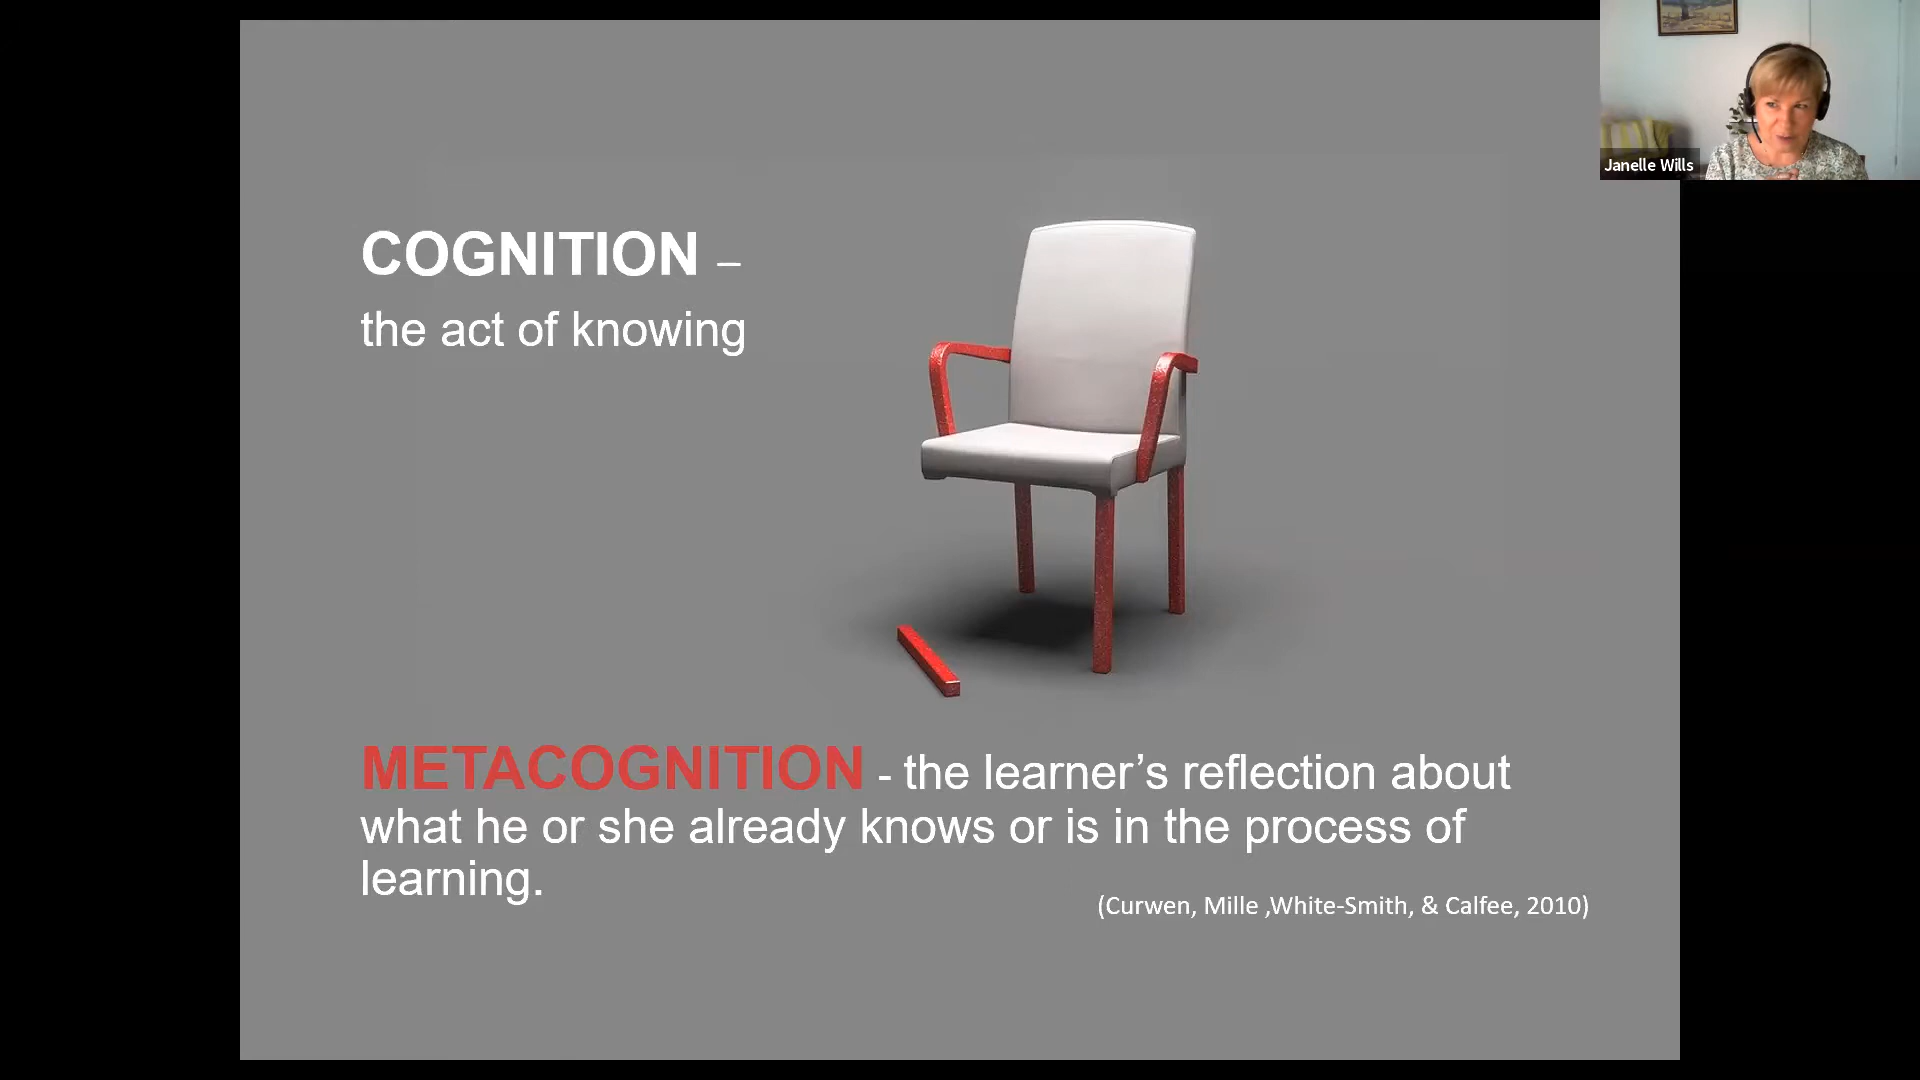 COGNITION –
the act of knowing
METACOGNITION - the learner’s reflection about
what he or she already knows or is in the process of
learning.
(Curwen, Mille ,White-Smith, & Calfee, 2010)
Janelle Wills